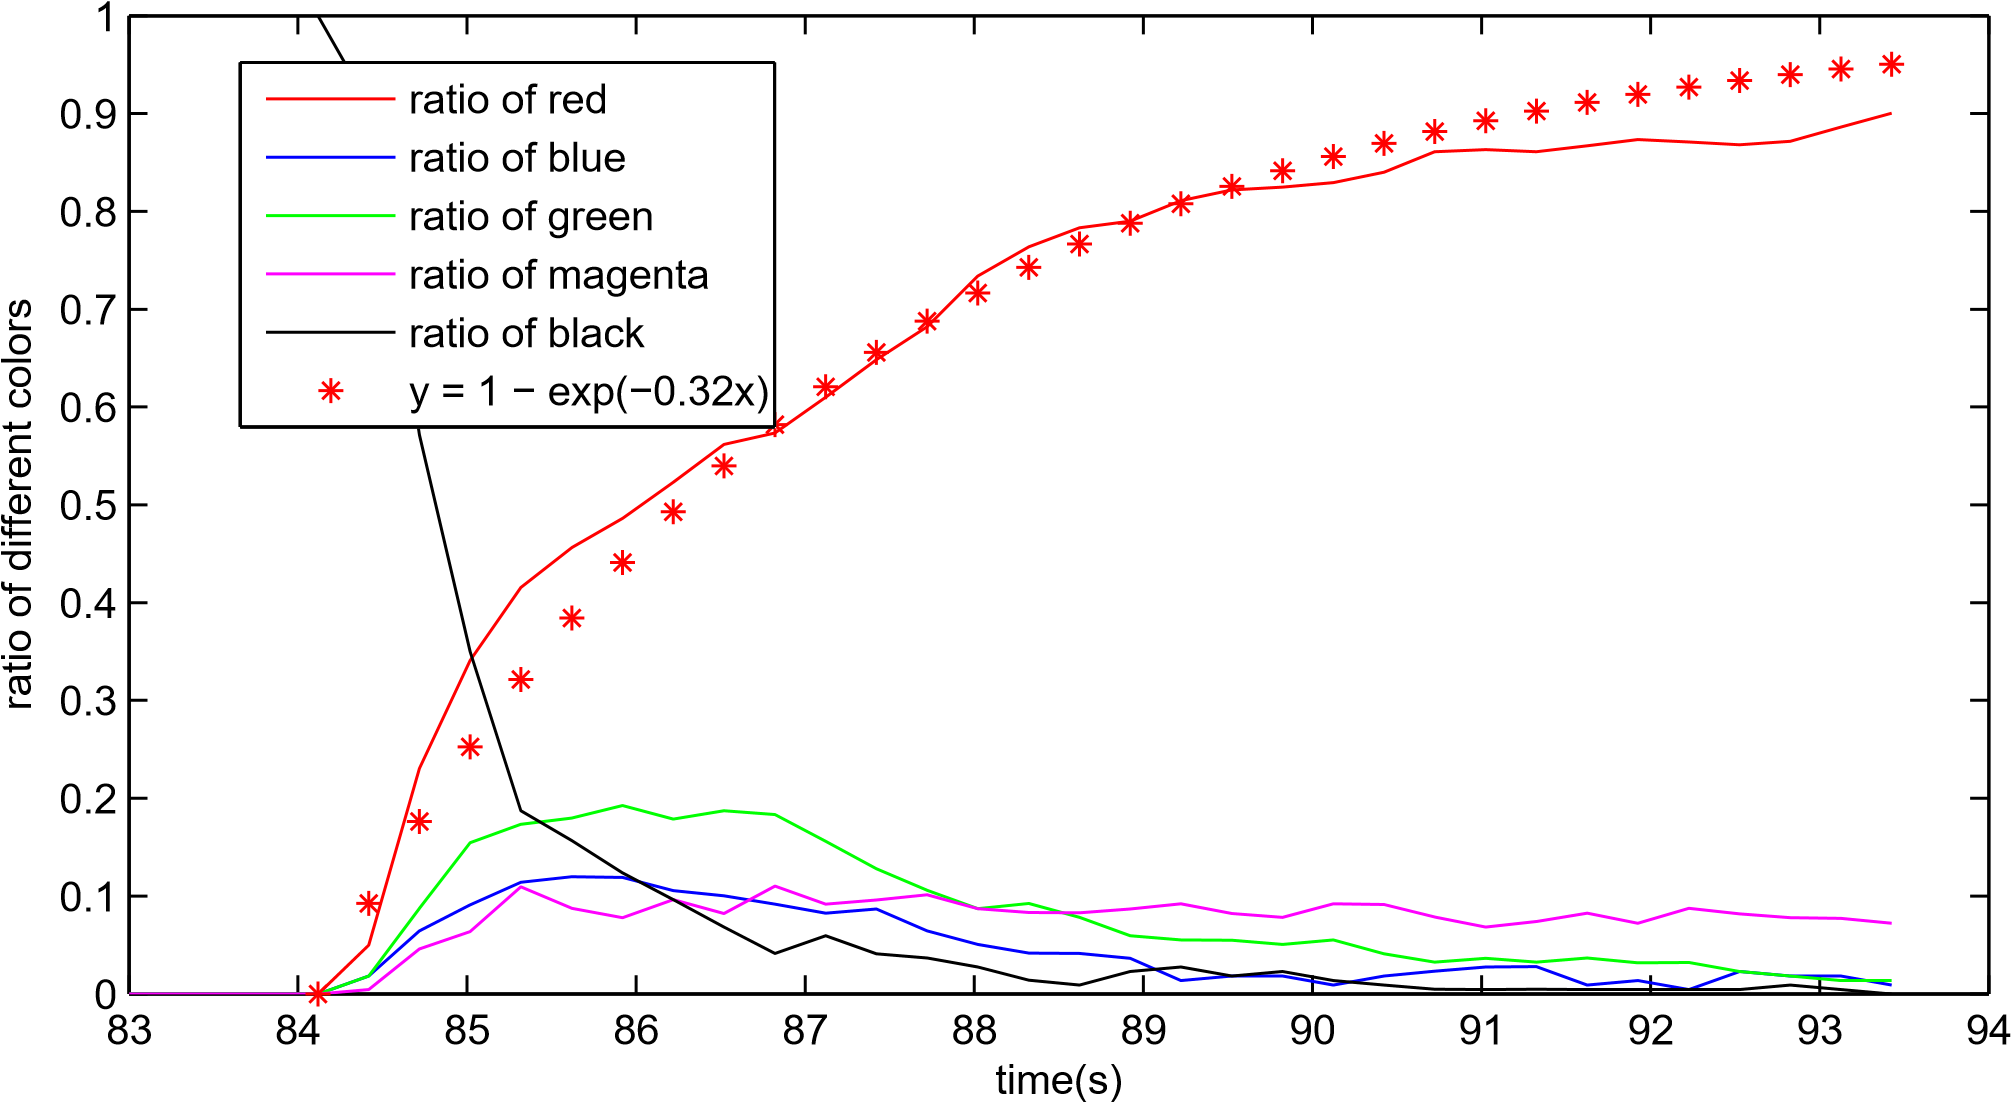 1
0.9
0.8
0.7
0.6
0.5
0.4
0.3
0.2
0.1
0
ratio of different colors
ratio of red
ratio of blue
ratio of green
ratio of magenta
ratio of black
y = 1 − exp(−0.32x)
83 84 85 86 87 88 89 90 91 92 93 94
time(s)